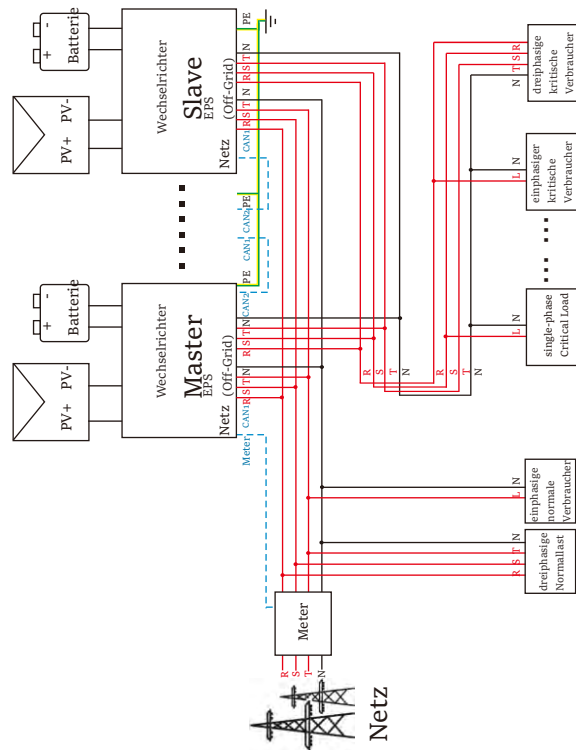 PV+ PV-
+ -
Batterie
PV+ PV-
+ -
Batterie
Wechselrichter
Master
EPS
Netz (Off-Grid)
Wechselrichter
Slave
EPS
Netz (Off-Grid)
Meter CAN1 R S T N R S T N CAN2 PE
CAN1 CAN2 PE
CAN1 R S T N R S T N PE
R
S
T
N
Meter
Netz
R
S
T
N
R
S
T
N
R S T N
dreiphasige
Normallast
L N
einphasige
normale
Verbraucher
L N
single-phase
Critical Load
L N
einphasiger
kritische
Verbraucher
N T S R
dreiphasige
kritische
Verbraucher